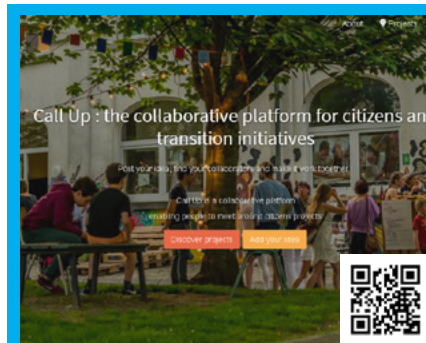 About Projects
Call Up : the collaborative platform for citizens an
transition initiatives
Post your idea, find your collaborators and make it work together
Call Up is a collaborative platform
enabling people to meet around citizens projects
Discover projects Add your idea